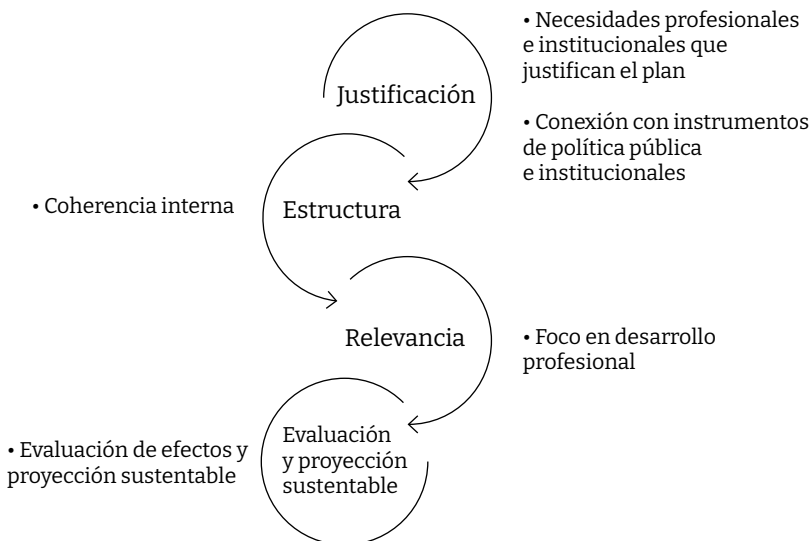 • Necesidades profesionales
e institucionales que
justifican el plan
Justificación
• Conexión con instrumentos
de política pública
e institucionales
• Coherencia interna
Estructura
Relevancia
• Foco en desarrollo
profesional
• Evaluación de efectos y
proyección sustentable
Evaluación
y proyección
sustentable